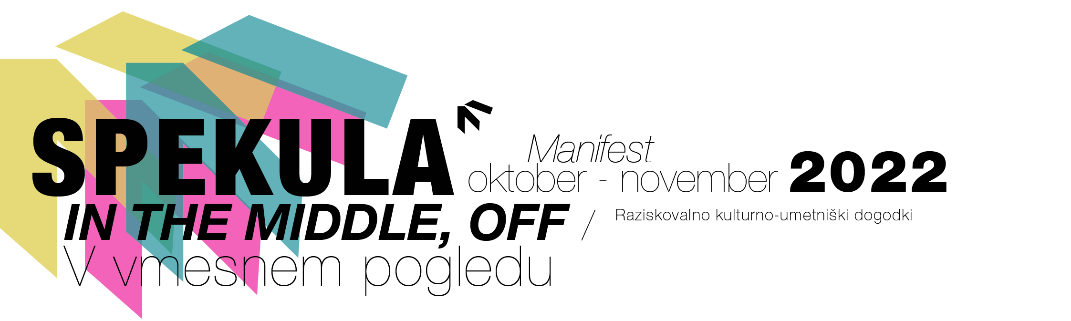 SPEKULA
Manifest
oktober - november 2022
IN THE MIDDLE, OFF /
Raziskovalno kulturno-umetniški dogodki
V vmesnem pogledu